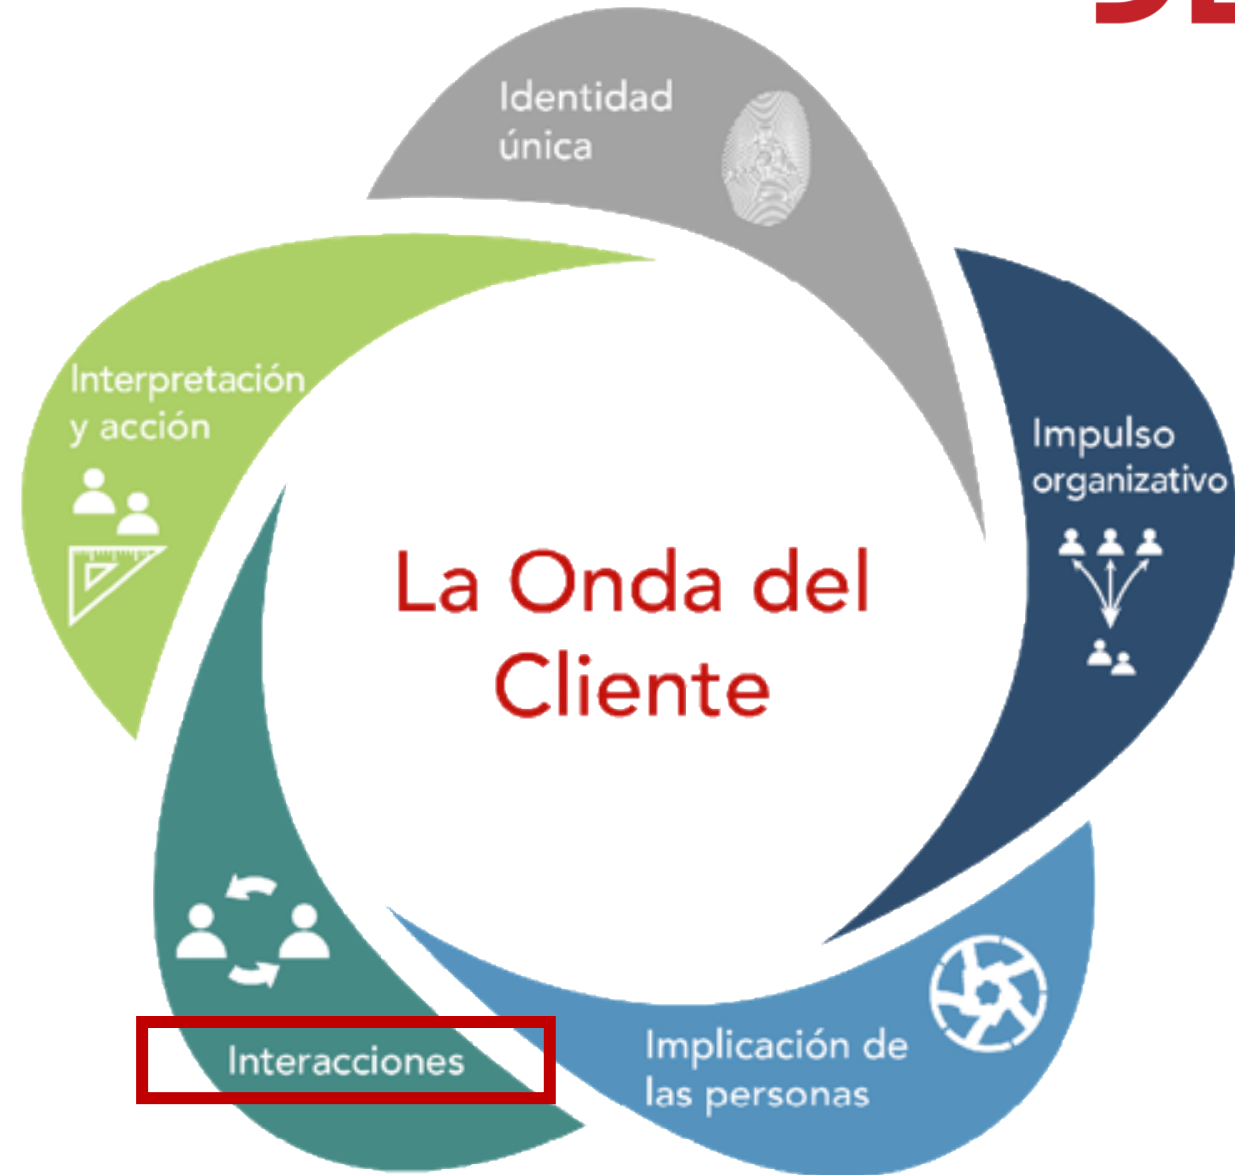 Identidad
única
Impulso
organizativo
Interpretación
y acción
La Onda del
Cliente
Implicación de
las personas
Interacciones